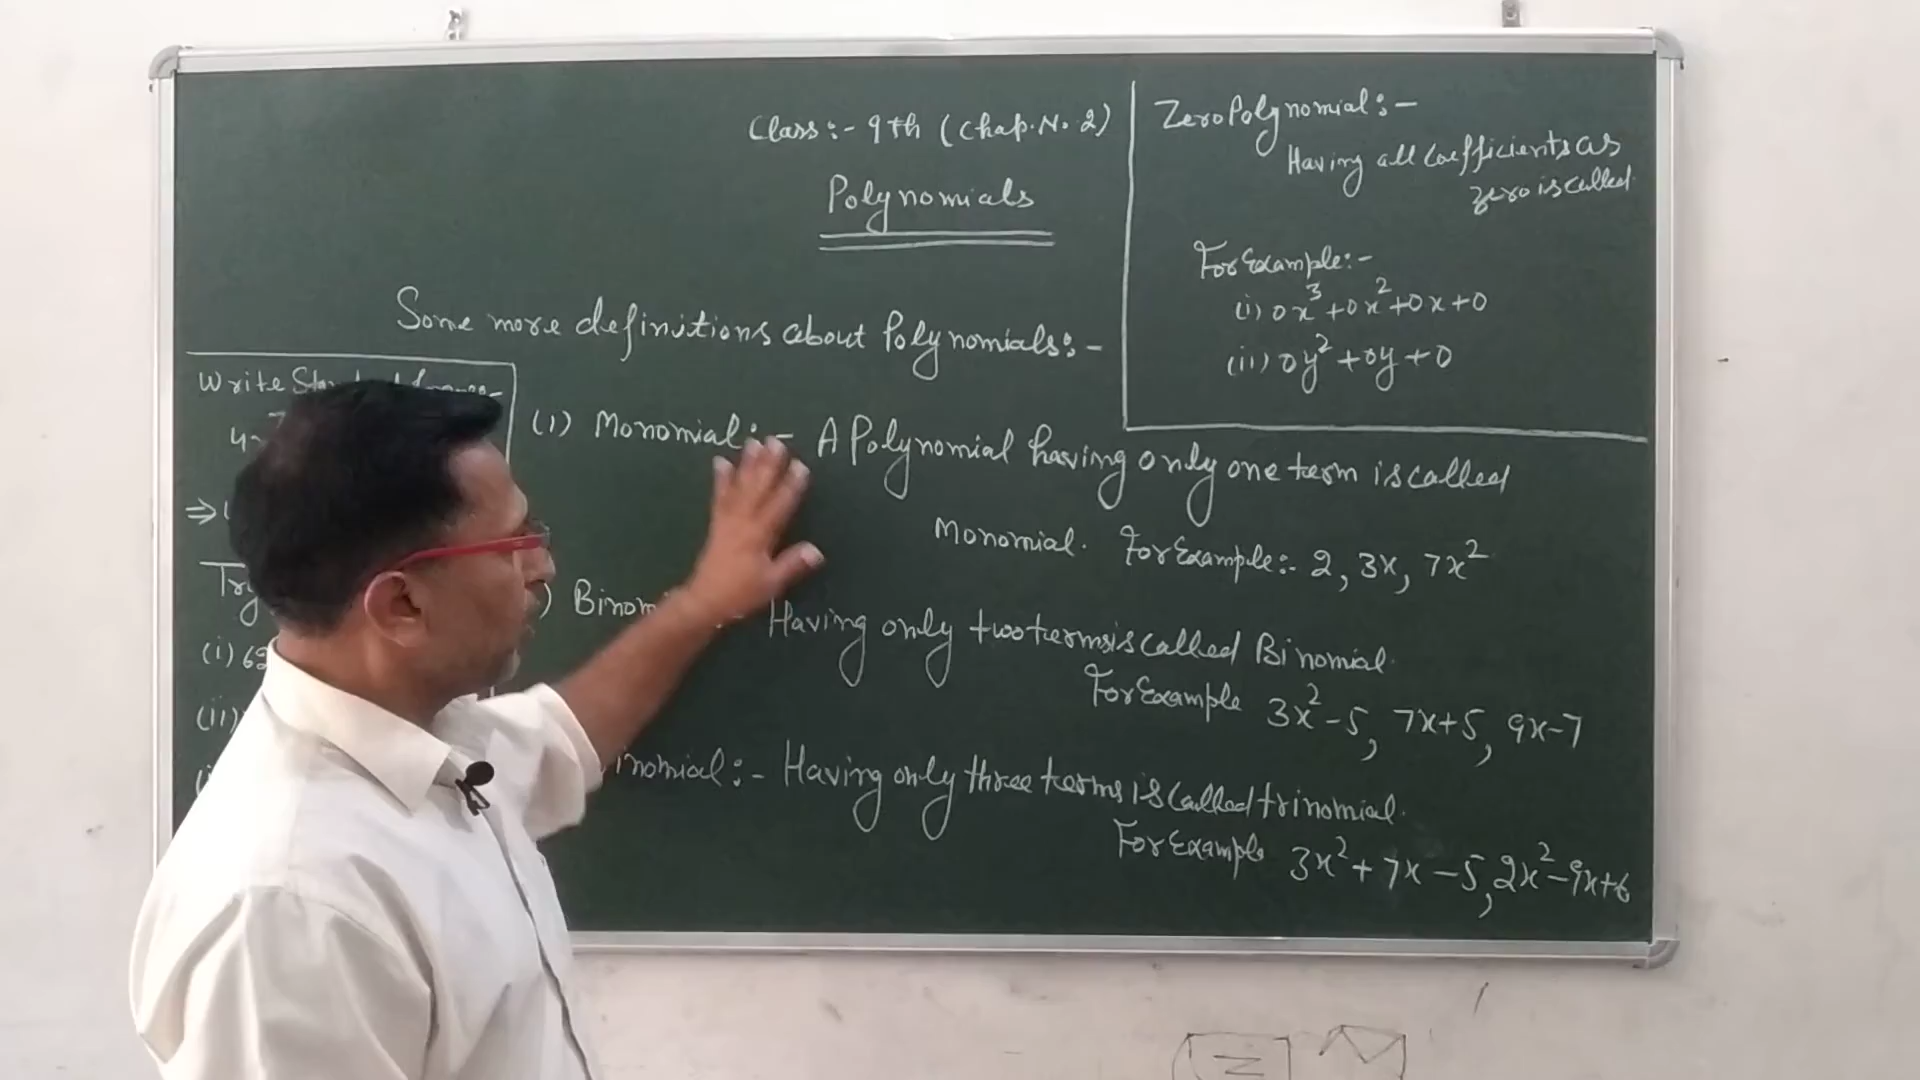 Class:- 9th (Chap. N. 2)
Polynomials
Zero Polynomial:-
Having all Coefficients as
zero is called
For Example:-
(i) 0x³+0x²+0x+0
(ii) 0y²+0y+0
Some more definitions about Polynomials:-
Write
(1) Monomial:- A Polynomial having only one term is called
Monomial. For Example:- 2, 3x, 7x²
Having only two terms is called Binomial.
For Example 3x²-5, 7x+5, 9x-7
Having only three terms is called trinomial.
For Example 3x²+7x-5, 2x²-9x+6
⇒
(i) 6
(ii)